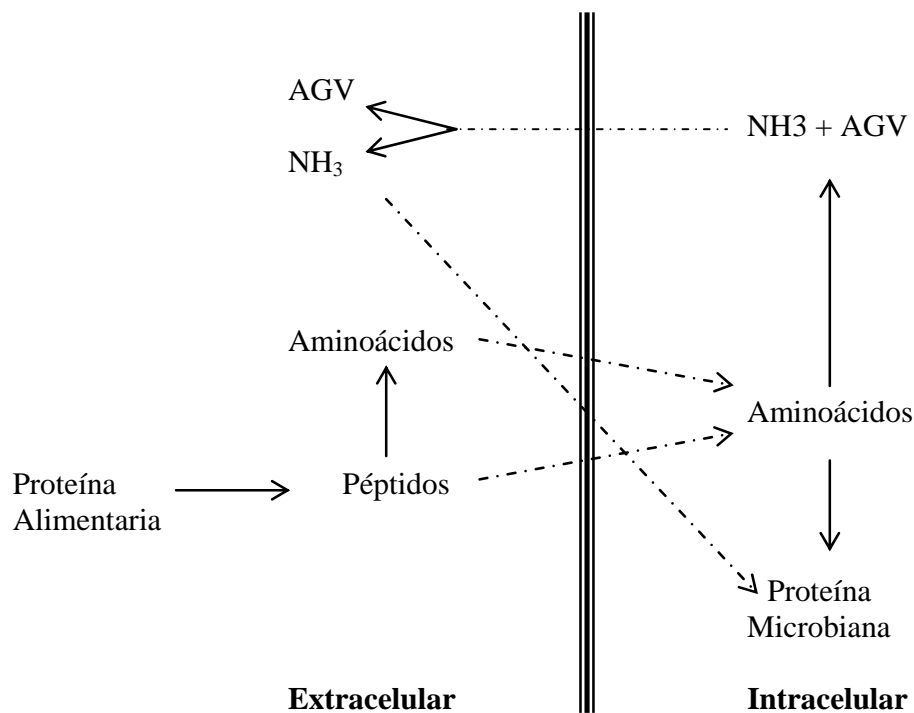 AGV
NH3 + AGV
NH₃
Aminoácidos
Aminoácidos
Proteína
Alimentaria
Péptidos
Proteína
Microbiana
Extracelular
Intracelular